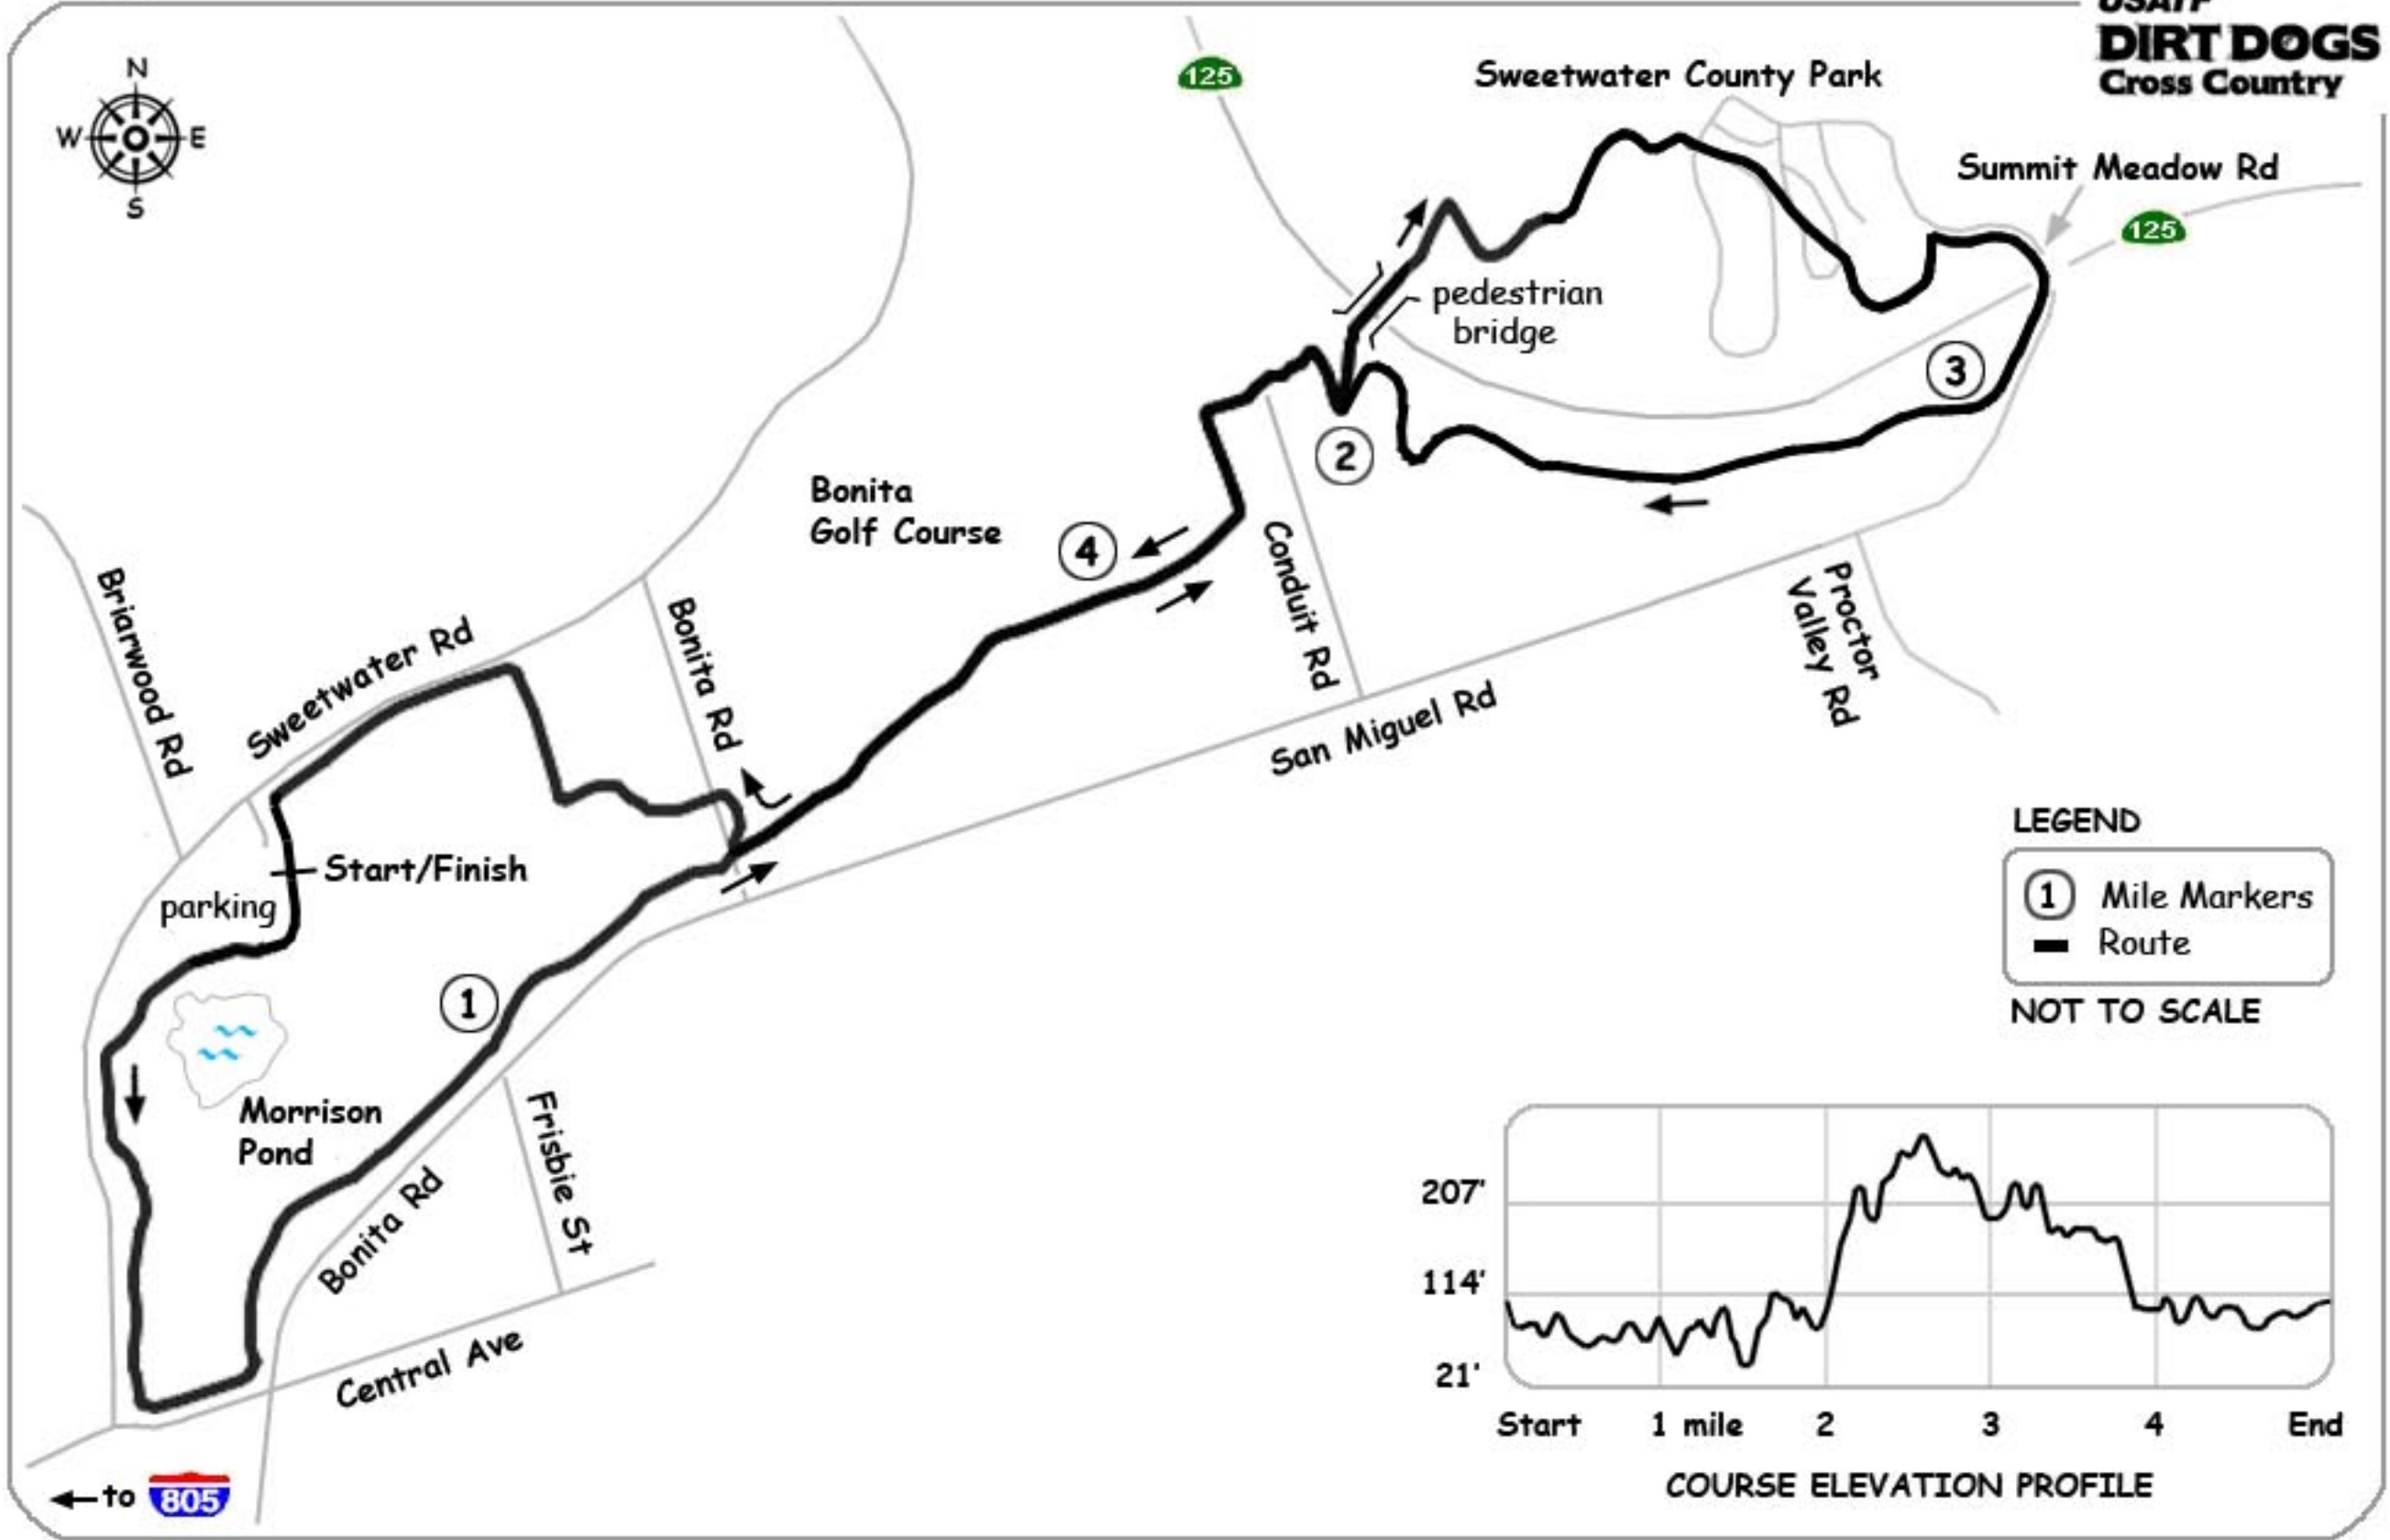 USATF
DIRT DOGS
Cross Country
N
W
E
S
125
Sweetwater County Park
Summit Meadow Rd
125
pedestrian
bridge
3
2
Bonita
Golf Course
4
Conduit Rd
Proctor
Valley Rd
San Miguel Rd
Briarwood Rd
Sweetwater Rd
Bonita Rd
Start/Finish
parking
1
Morrison
Pond
Bonita Rd
Frisbie St
Central Ave
to 805
LEGEND
1 Mile Markers
Route
NOT TO SCALE
207'
114'
21'
Start 1 mile 2 3 4 End
COURSE ELEVATION PROFILE